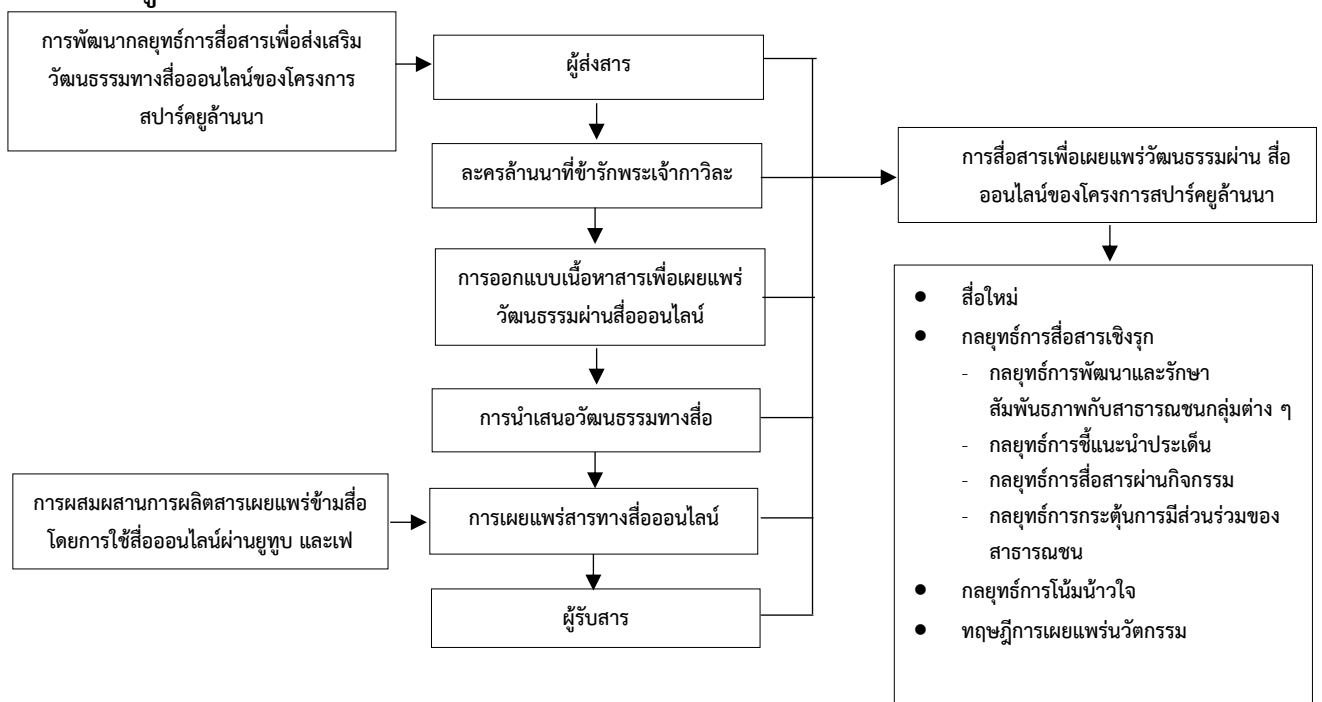 การพัฒนากลยุทธ์การสื่อสารเพื่อส่งเสริม
วัฒนธรรมทางสื่อออนไลน์ของโครงการ
สปาร์คยูล้านนา
ผู้ส่งสาร
ละครล้านนาที่ข้ารักพระเจ้ากาวิละ
การออกแบบเนื้อหาสารเพื่อเผยแพร่
วัฒนธรรมผ่านสื่อออนไลน์
การนำเสนอวัฒนธรรมทางสื่อ
การผสมผสานการผลิตสารเผยแพร่ข้ามสื่อ
โดยการใช้สื่อออนไลน์ผ่านยูทูบ และเฟ
การเผยแพร่สารทางสื่อออนไลน์
ผู้รับสาร
การสื่อสารเพื่อเผยแพร่วัฒนธรรมผ่าน สื่อ
ออนไลน์ของโครงการสปาร์คยูล้านนา
● สื่อใหม่
● กลยุทธ์การสื่อสารเชิงรุก
- กลยุทธ์การพัฒนาและรักษา
สัมพันธภาพกับสาธารณชนกลุ่มต่าง ๆ
- กลยุทธ์การชี้แนะนำประเด็น
- กลยุทธ์การสื่อสารผ่านกิจกรรม
- กลยุทธ์การกระตุ้นการมีส่วนร่วมของ
สาธารณชน
● กลยุทธ์การโน้มน้าวใจ
● ทฤษฎีการเผยแพร่นวัตกรรม